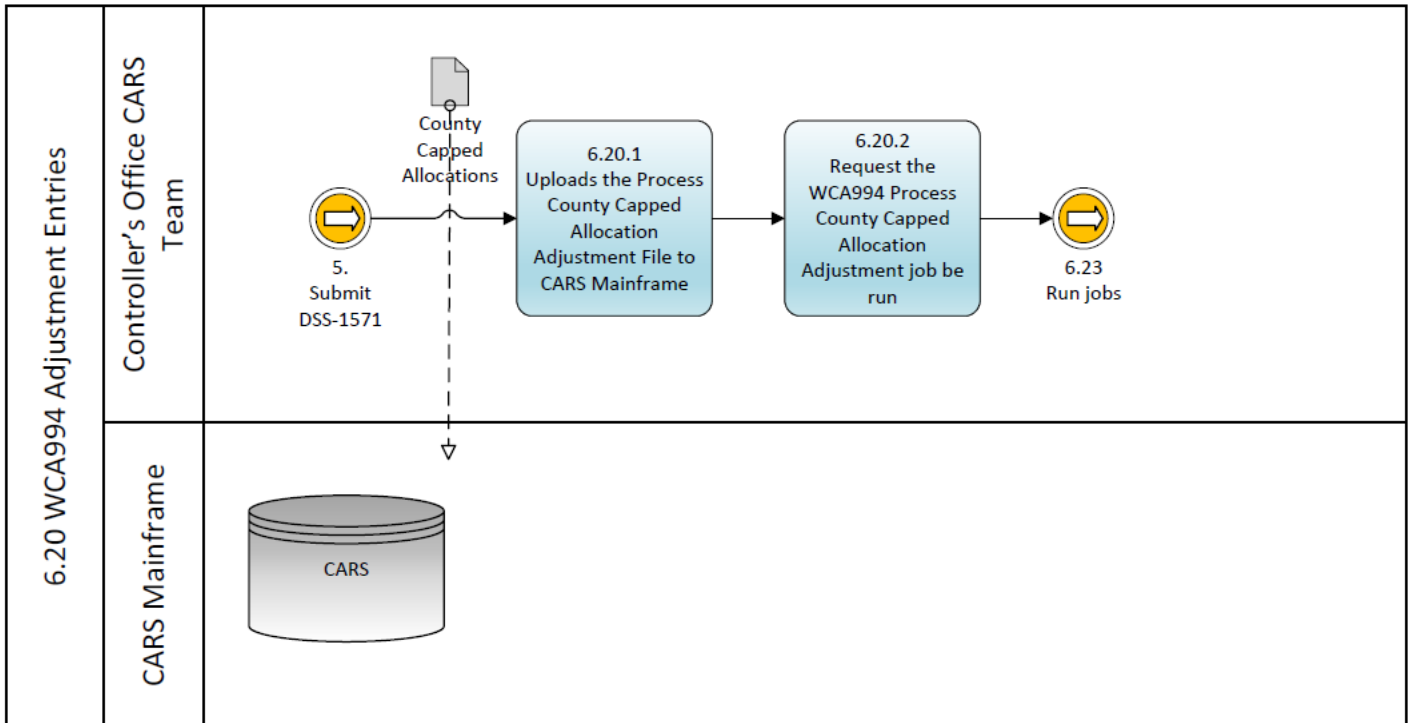 6.20 WCA994 Adjustment Entries
Controller's Office CARS
Team
County
Capped
Allocations
5.
Submit
DSS-1571
6.20.1
Uploads the Process
County Capped
Allocation
Adjustment File to
CARS Mainframe
6.20.2
Request the
WCA994 Process
County Capped
Allocation
Adjustment job be
run
6.23
Run jobs
CARS Mainframe
CARS